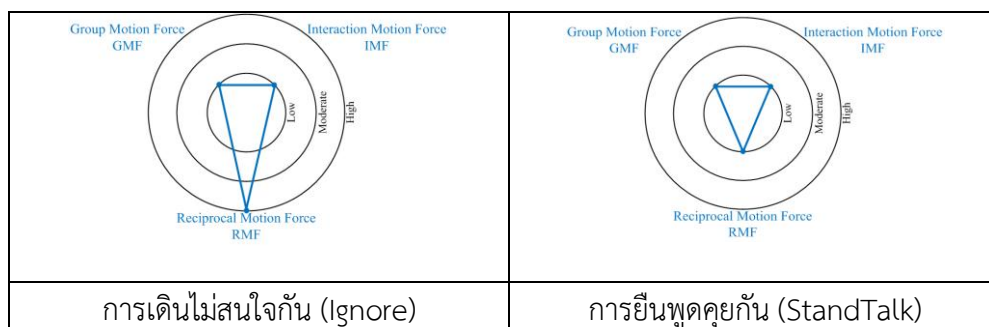 Group Motion Force
GMF
Interaction Motion Force
IMF
Low
Moderate
High
Reciprocal Motion Force
RMF
การเดินไม่สนใจกัน (Ignore)
Group Motion Force
GMF
Interaction Motion Force
IMF
Low
Moderate
High
Reciprocal Motion Force
RMF
การยืนพูดคุยกัน (StandTalk)